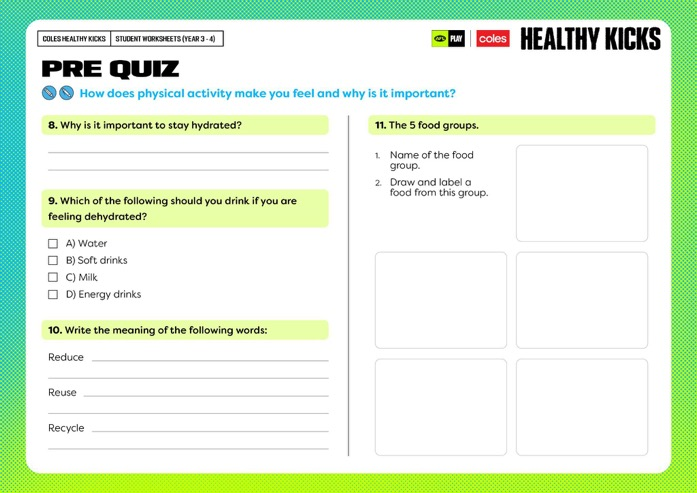 COLES HEALTHY KICKS STUDENT WORKSHEETS (YEAR 3 - 4)
AFL PLAY coles HEALTHY KICKS
PRE QUIZ
How does physical activity make you feel and why is it important?
8. Why is it important to stay hydrated?
9. Which of the following should you drink if you are
feeling dehydrated?
A) Water
B) Soft drinks
C) Milk
D) Energy drinks
10. Write the meaning of the following words:
Reduce
Reuse
Recycle
11. The 5 food groups.
1. Name of the food
group.
2. Draw and label a
food from this group.